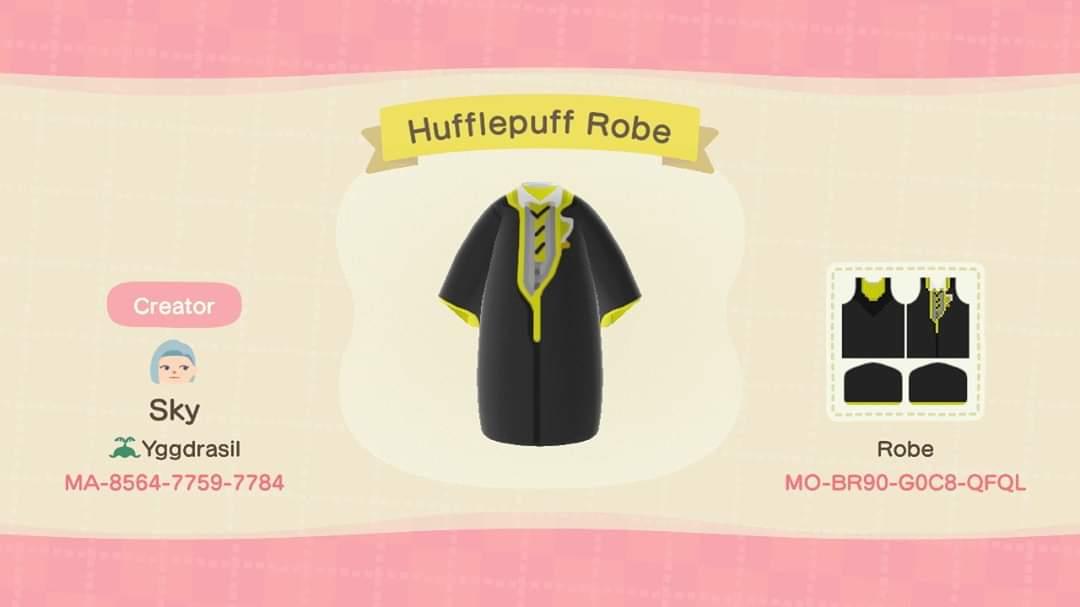 Hufflepuff Robe
Creator
Sky
Yggdrasil
MA-8564-7759-7784
Robe
MO-BR90-G0C8-QFQL